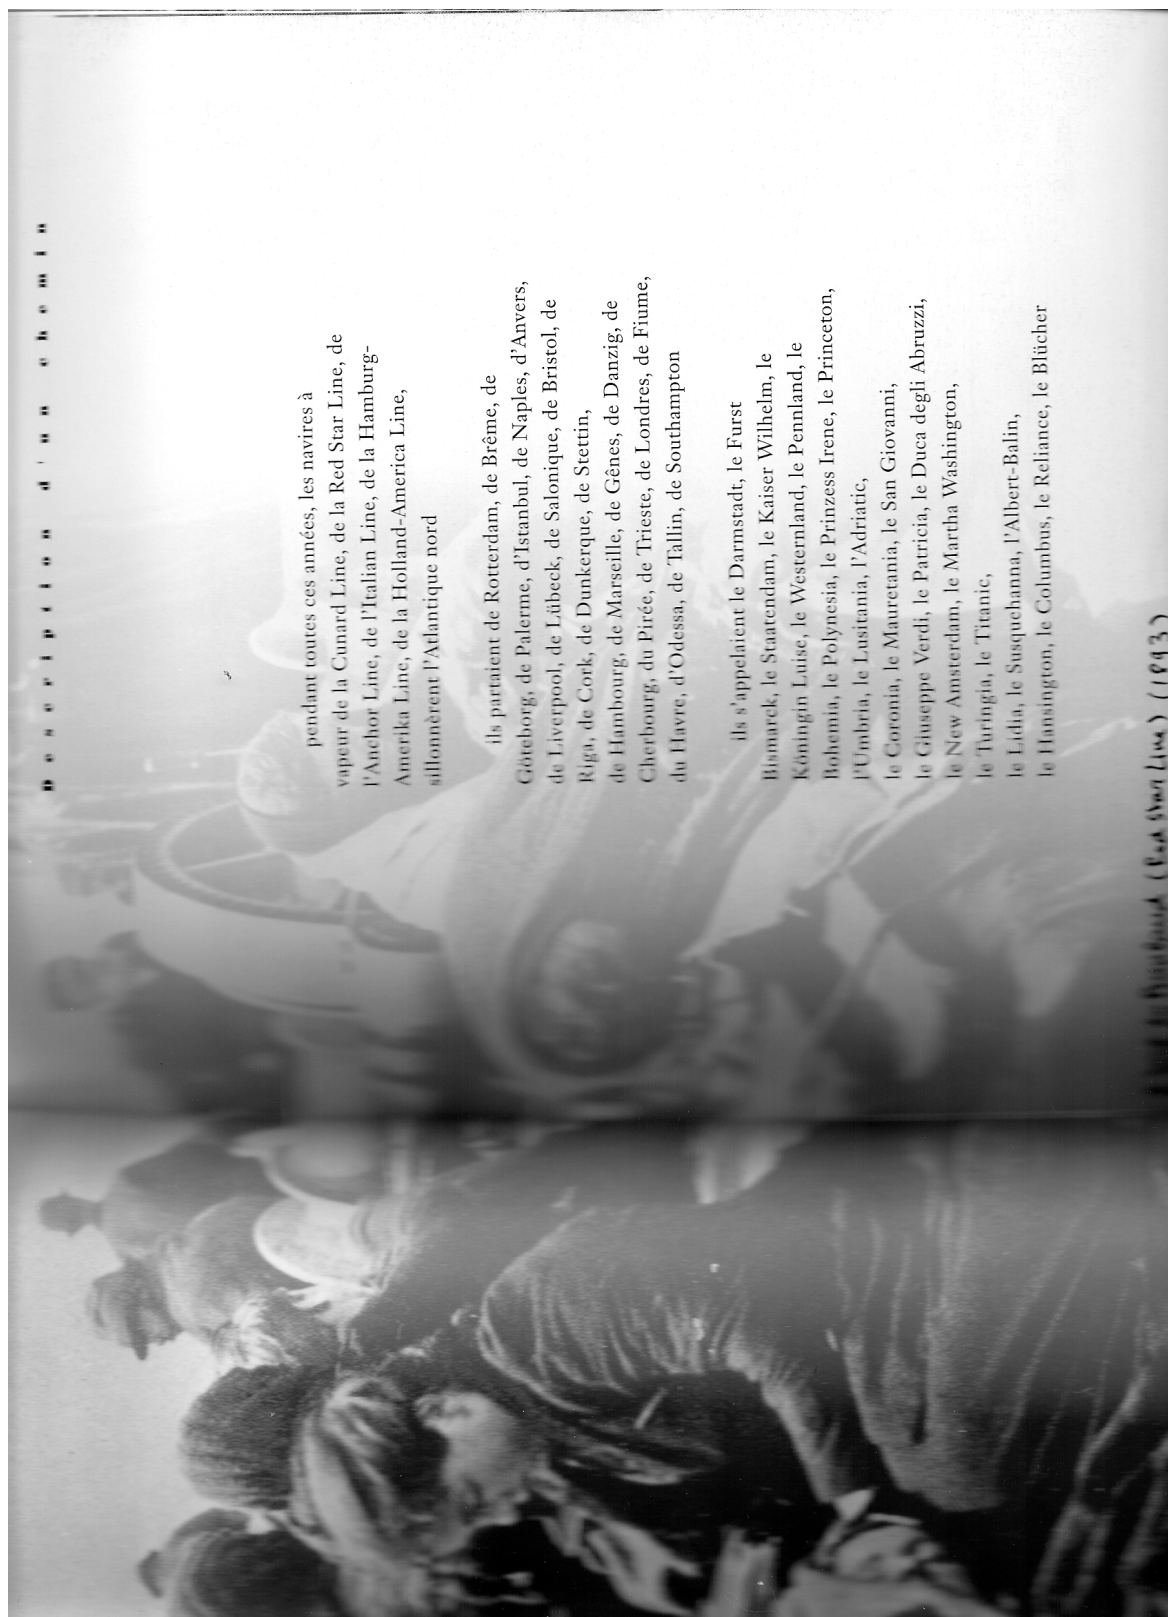 Description d'un chemin
pendant toutes ces années, les navires à
vapeur de la Cunard Line, de la Red Star Line, de
l'Anchor Line, de l'Italian Line, de la Hamburg-
Amerika Line, de la Holland-America Line,
sillonnèrent l'Atlantique nord
ils partaient de Rotterdam, de Brême, de
Göteborg, de Palerme, d'Istanbul, de Naples, d'Anvers,
de Liverpool, de Lübeck, de Salonique, de Bristol, de
Riga, de Cork, de Dunkerque, de Stettin,
de Hambourg, de Marseille, de Gênes, de Danzig, de
Cherbourg, du Pirée, de Trieste, de Londres, de Fiume,
du Havre, d'Odessa, de Tallin, de Southampton
ils s'appelaient le Darmstadt, le Furst
Bismarck, le Staatendam, le Kaiser Wilhelm, le
Königin Luise, le Westernland, le Pennland, le
Bohemia, le Polynesia, le Prinzess Irene, le Princeton,
l'Umbria, le Lusitania, l'Adriatic,
le Coronia, le Mauretania, le San Giovanni,
le Giuseppe Verdi, le Patricia, le Duca degli Abruzzi,
le New Amsterdam, le Martha Washington,
le Turingia, le Titanic,
le Lidia, le Susquehanna, l'Albert-Balin,
le Hansington, le Columbus, le Reliance, le Blücher
(Red Star Line) (1893)